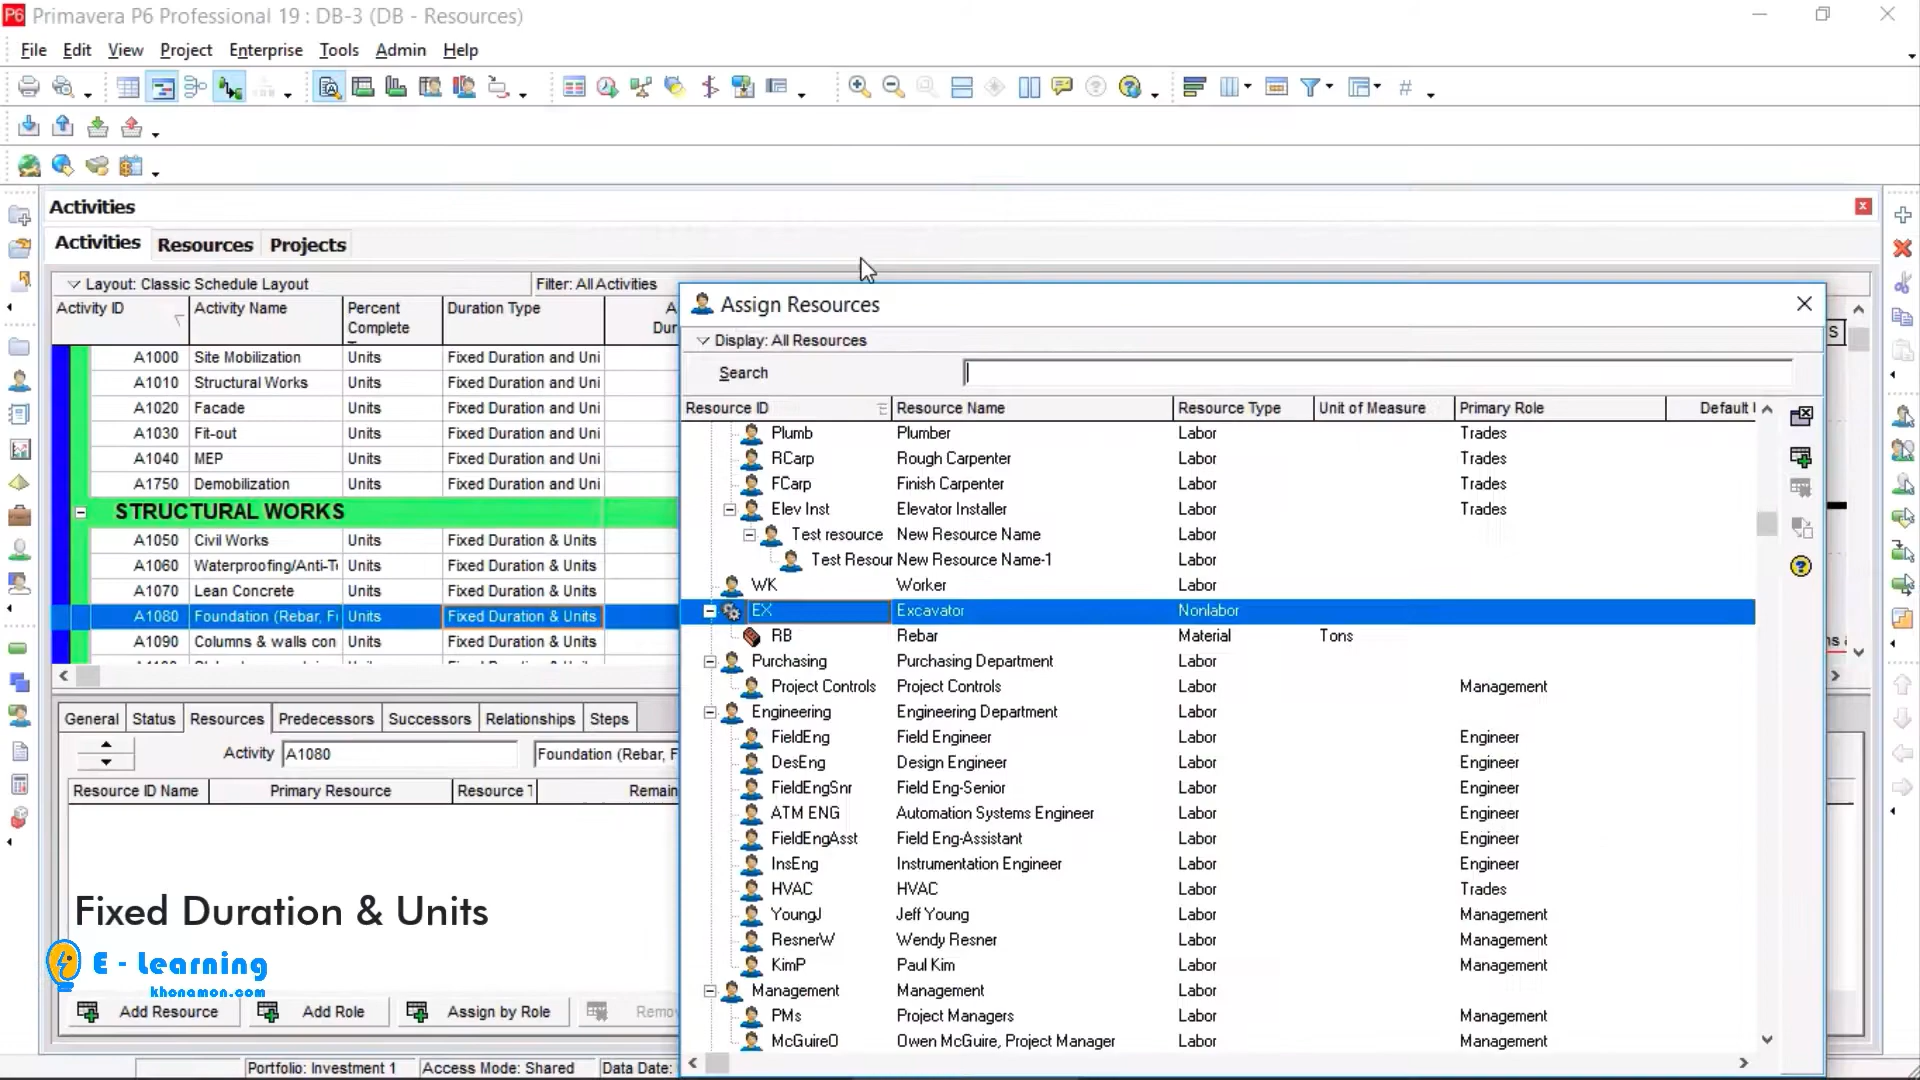 Primavera P6 Professional 19 : DB-3 (DB - Resources)
File Edit View Project Enterprise Tools Admin Help
Activities
Activities Resources Projects
Layout: Classic Schedule Layout Filter: All Activities
Activity ID Activity Name Percent Complete Duration Type
A1000 Site Mobilization Units Fixed Duration and Uni
A1010 Structural Works Units Fixed Duration and Uni
A1020 Facade Units Fixed Duration and Uni
A1030 Fit-out Units Fixed Duration and Uni
A1040 MEP Units Fixed Duration and Uni
A1750 Demobilization Units Fixed Duration and Uni
STRUCTURAL WORKS
A1050 Civil Works Units Fixed Duration & Units
A1060 Waterproofing/Anti-T Units Fixed Duration & Units
A1070 Lean Concrete Units Fixed Duration & Units
A1080 Foundation (Rebar, F Units Fixed Duration & Units
A1090 Columns & walls con Units Fixed Duration & Units
General Status Resources Predecessors Successors Relationships Steps
Activity A1080 Foundation (Rebar, F
Resource ID Name Primary Resource Resource T Remain
Fixed Duration & Units
E - Learning
khonamon.com
Add Resource Add Role Assign by Role Remo
Portfolio: Investment 1 Access Mode: Shared Data Date:
Assign Resources
Display: All Resources
Search
Resource ID Resource Name Resource Type Unit of Measure Primary Role Default
Plumb Plumber Labor Trades
RCarp Rough Carpenter Labor Trades
FCarp Finish Carpenter Labor Trades
Elev Inst Elevator Installer Labor Trades
Test resource New Resource Name Labor
Test Resour New Resource Name-1 Labor
WK Worker Labor
EX Excavator Nonlabor
RB Rebar Material Tons
Purchasing Purchasing Department Labor
Project Controls Project Controls Labor Management
Engineering Engineering Department Labor
FieldEng Field Engineer Labor Engineer
DesEng Design Engineer Labor Engineer
FieldEngSnr Field Eng-Senior Labor Engineer
ATM ENG Automation Systems Engineer Labor Engineer
FieldEngAsst Field Eng-Assistant Labor Engineer
InsEng Instrumentation Engineer Labor Engineer
HVAC HVAC Labor Trades
YoungJ Jeff Young Labor Management
ResnerW Wendy Resner Labor Management
KimP Paul Kim Labor Management
Management Management Labor
PMs Project Managers Labor Management
McGuireO Owen McGuire, Project Manager Labor Management